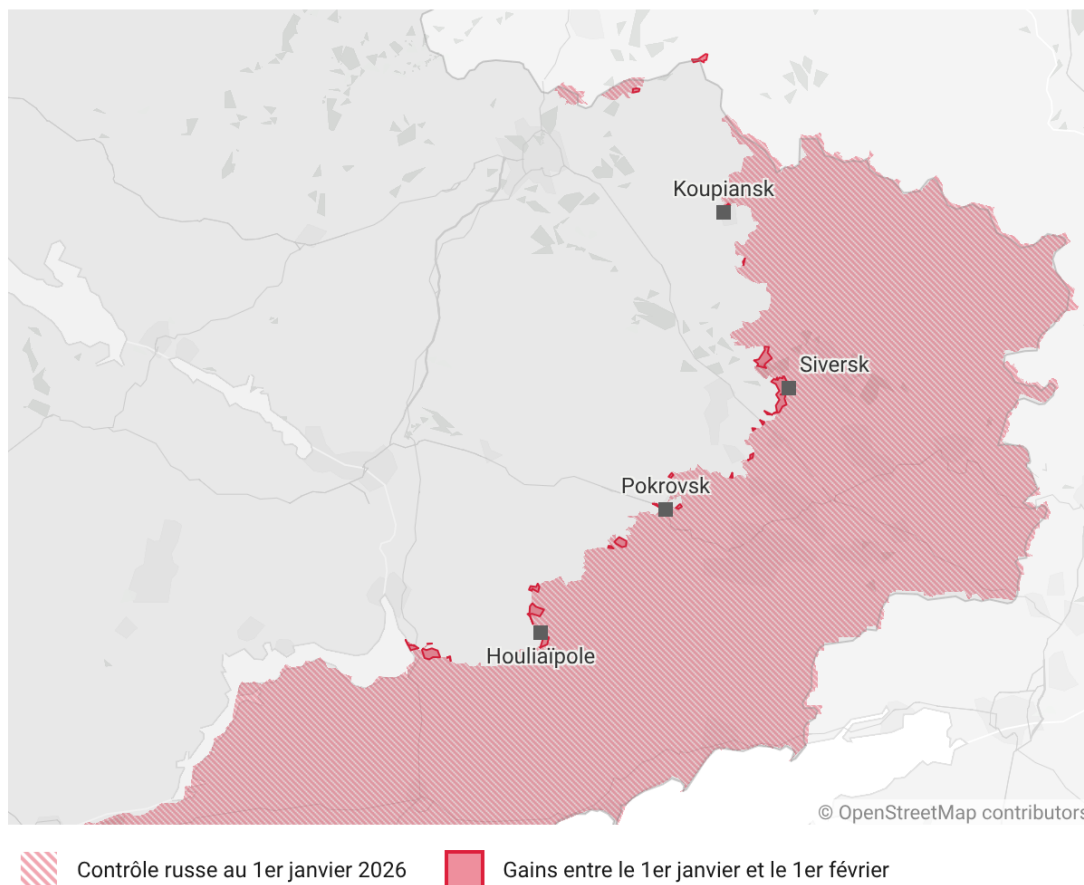 Koupiansk
Siversk
Pokrovsk
Houliaïpole
© OpenStreetMap contributors
Contrôle russe au 1er janvier 2026
Gains entre le 1er janvier et le 1er février